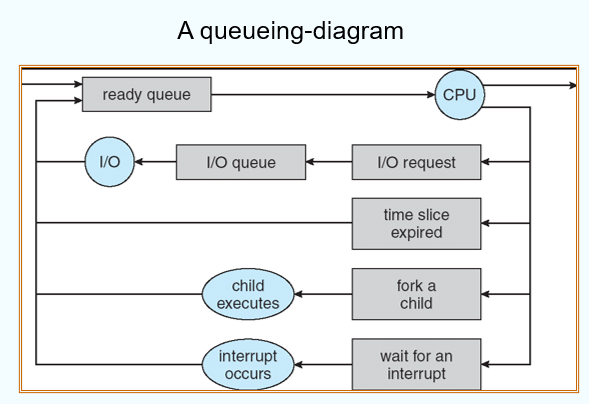 A queueing-diagram
ready queue
CPU
I/O
I/O queue
I/O request
time slice
expired
child
executes
fork a
child
interrupt
occurs
wait for an
interrupt